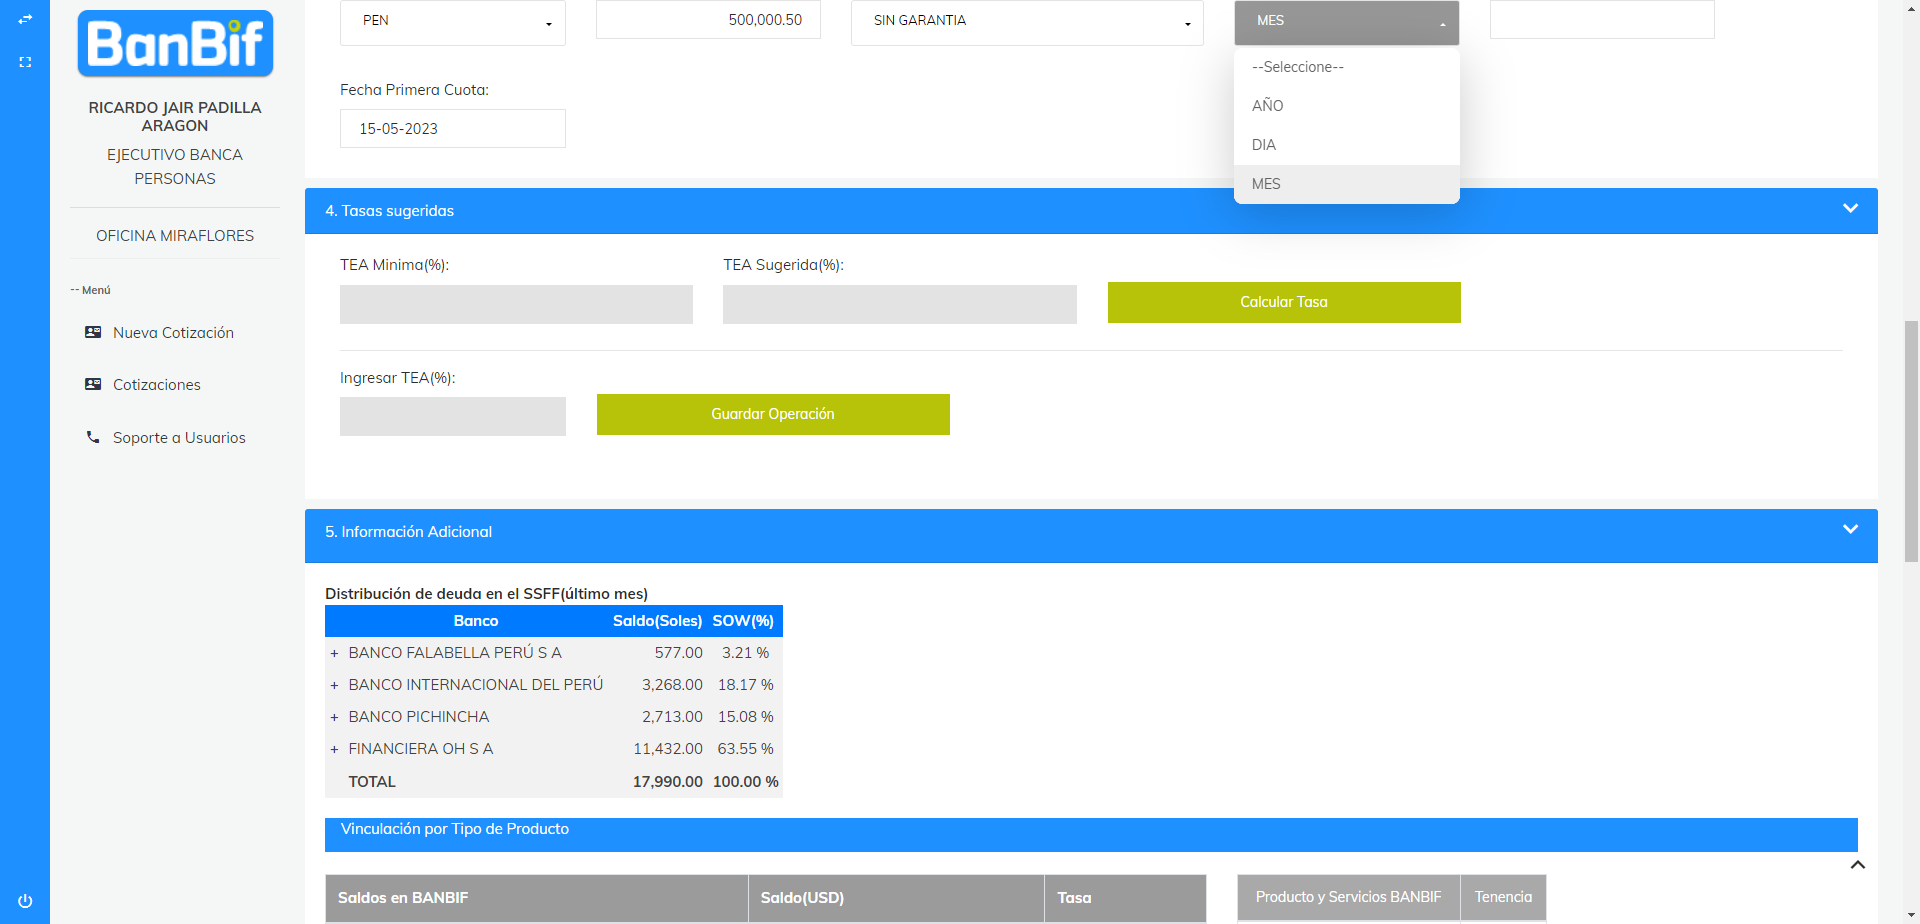 BanBif
RICARDO JAIR PADILLA
ARAGON
EJECUTIVO BANCA
PERSONAS
OFICINA MIRAFLORES
-- Menú
Nueva Cotización
Cotizaciones
Soporte a Usuarios
PEN
500,000.50
SIN GARANTIA
MES
--Seleccione--
AÑO
DIA
MES
Fecha Primera Cuota:
15-05-2023
4. Tasas sugeridas
TEA Minima(%):
TEA Sugerida(%):
Calcular Tasa
Ingresar TEA(%):
Guardar Operación
5. Información Adicional
Distribución de deuda en el SSFF(último mes)
Banco Saldo(Soles) SOW(%)
+ BANCO FALABELLA PERÚ S A 577.00 3.21 %
+ BANCO INTERNACIONAL DEL PERÚ 3,268.00 18.17 %
+ BANCO PICHINCHA 2,713.00 15.08 %
+ FINANCIERA OH S A 11,432.00 63.55 %
TOTAL 17,990.00 100.00 %
Vinculación por Tipo de Producto
Saldos en BANBIF Saldo(USD) Tasa
Producto y Servicios BANBIF Tenencia